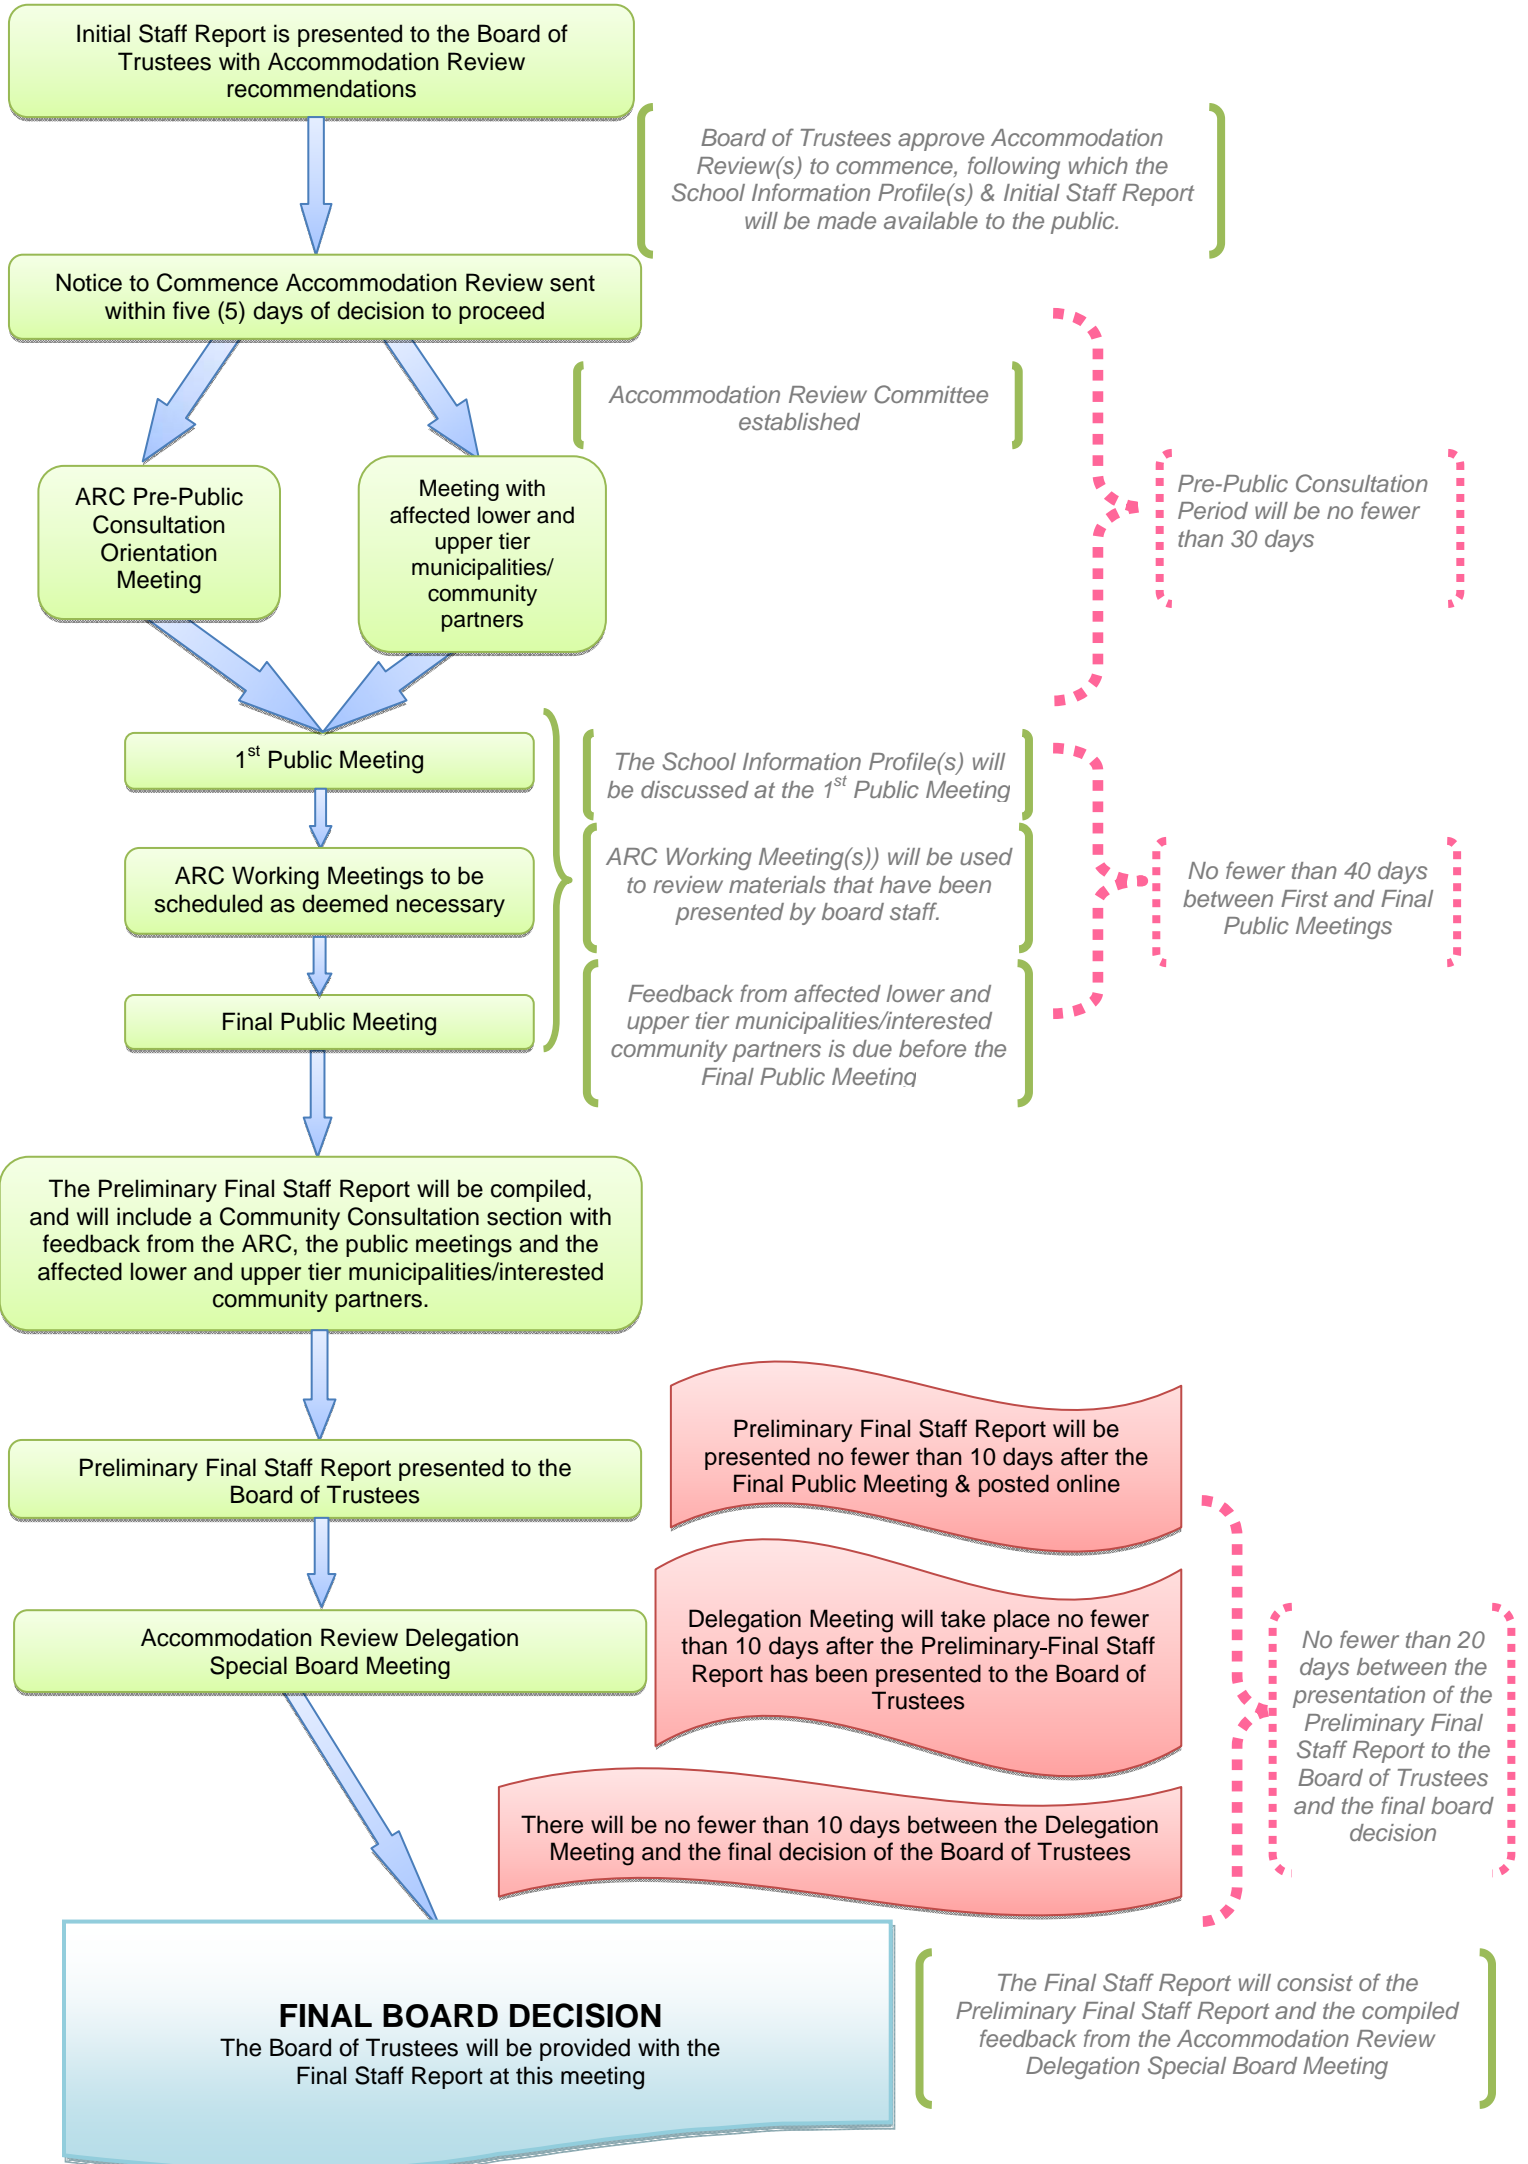 Initial Staff Report is presented to the Board of
Trustees with Accommodation Review
recommendations
Board of Trustees approve Accommodation
Review(s) to commence, following which the
School Information Profile(s) & Initial Staff Report
will be made available to the public.
Notice to Commence Accommodation Review sent
within five (5) days of decision to proceed
Accommodation Review Committee
established
ARC Pre-Public
Consultation
Orientation
Meeting
Meeting with
affected lower and
upper tier
municipalities/
community
partners
Pre-Public Consultation
Period will be no fewer
than 30 days
1st Public Meeting
The School Information Profile(s) will
be discussed at the 1st Public Meeting
ARC Working Meetings to be
scheduled as deemed necessary
ARC Working Meeting(s)) will be used
to review materials that have been
presented by board staff.
No fewer than 40 days
between First and Final
Public Meetings
Final Public Meeting
Feedback from affected lower and
upper tier municipalities/interested
community partners is due before the
Final Public Meeting
The Preliminary Final Staff Report will be compiled,
and will include a Community Consultation section with
feedback from the ARC, the public meetings and the
affected lower and upper tier municipalities/interested
community partners.
Preliminary Final Staff Report presented to the
Board of Trustees
Preliminary Final Staff Report will be
presented no fewer than 10 days after the
Final Public Meeting & posted online
Accommodation Review Delegation
Special Board Meeting
Delegation Meeting will take place no fewer
than 10 days after the Preliminary-Final Staff
Report has been presented to the Board of
Trustees
There will be no fewer than 10 days between the Delegation
Meeting and the final decision of the Board of Trustees
No fewer than 20
days between the
presentation of the
Preliminary Final
Staff Report to the
Board of Trustees
and the final board
decision
FINAL BOARD DECISION
The Board of Trustees will be provided with the
Final Staff Report at this meeting
The Final Staff Report will consist of the
Preliminary Final Staff Report and the compiled
feedback from the Accommodation Review
Delegation Special Board Meeting